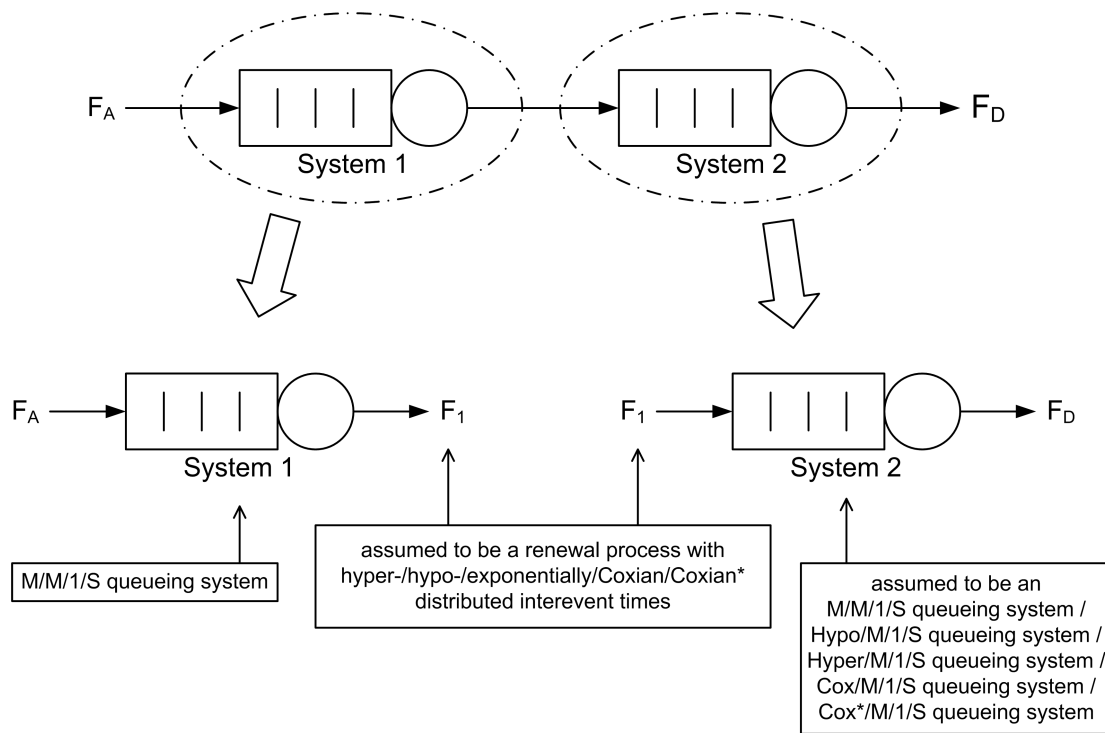 F_A
System 1
System 2
F_D
F_A
System 1
F_1
F_1
System 2
F_D
M/M/1/S queueing system
assumed to be a renewal process with
hyper-/hypo-/exponentially/Coxian/Coxian*
distributed interevent times
assumed to be an
M/M/1/S queueing system /
Hypo/M/1/S queueing system /
Hyper/M/1/S queueing system /
Cox/M/1/S queueing system /
Cox*/M/1/S queueing system